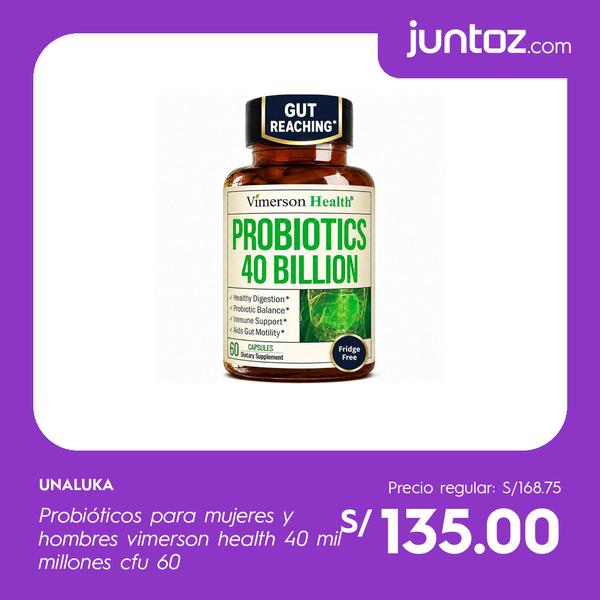 juntoz.com
GUT
REACHING*
Vimerson Health®
PROBIOTICS
40 BILLION
✓ Healthy Digestion*
✓ Probiotic Balance*
✓ Immune Support*
✓ Aids Gut Motility*
60 CAPSULES
Dietary Supplement
Fridge
Free
UNALUKA
Probióticos para mujeres y
hombres vimerson health 40 mil
millones cfu 60
Precio regular: S/168.75
S/ 135.00